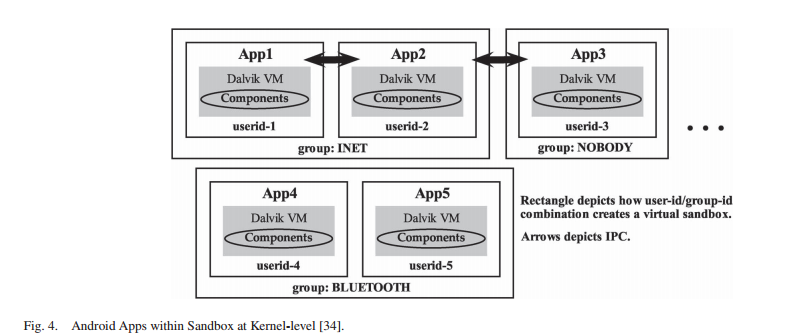 App1
App2
App3
Dalvik VM
Dalvik VM
Dalvik VM
Components
Components
Components
userid-1
userid-2
userid-3
group: INET
group: NOBODY
App4
App5
Dalvik VM
Dalvik VM
Components
Components
userid-4
userid-5
group: BLUETOOTH
Rectangle depicts how user-id/group-id
combination creates a virtual sandbox.
Arrows depicts IPC.
Fig. 4. Android Apps within Sandbox at Kernel-level [34].